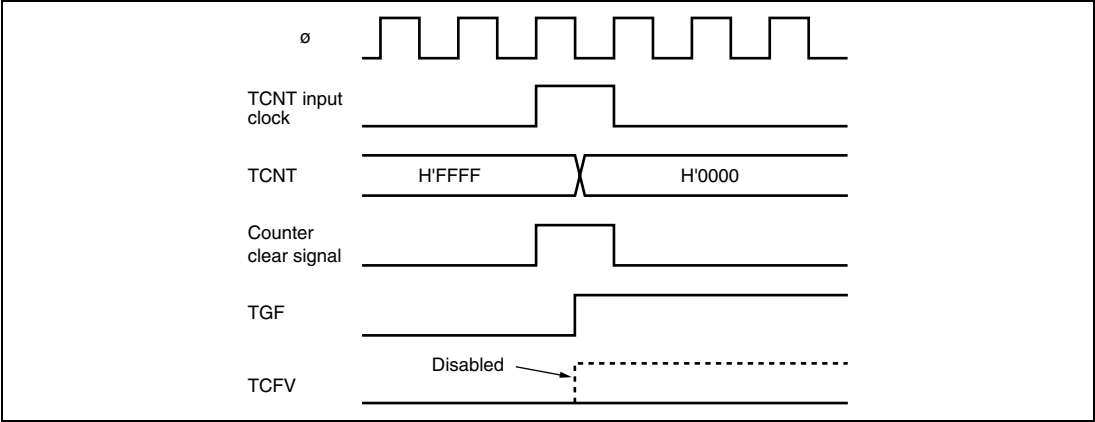 ø
TCNT input
clock
TCNT
H'FFFF
H'0000
Counter
clear signal
TGF
Disabled
TCFV